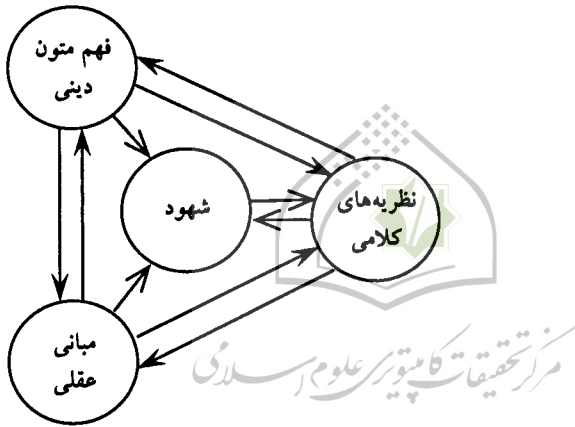 فهم متون
دینی
شهود
نظریه‌های
کلامی
مبانی
عقلی
مرکز تحقیقات کامپیوتری علوم اسلامی